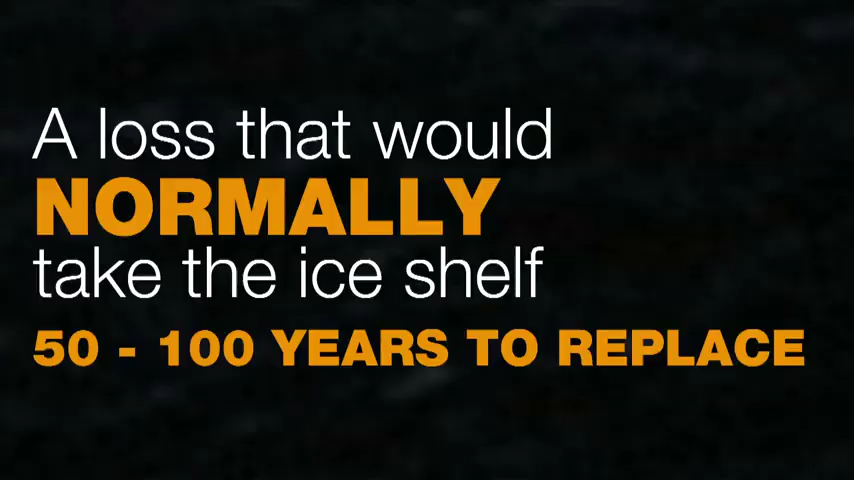 A loss that would
NORMALLY
take the ice shelf
50 - 100 YEARS TO REPLACE